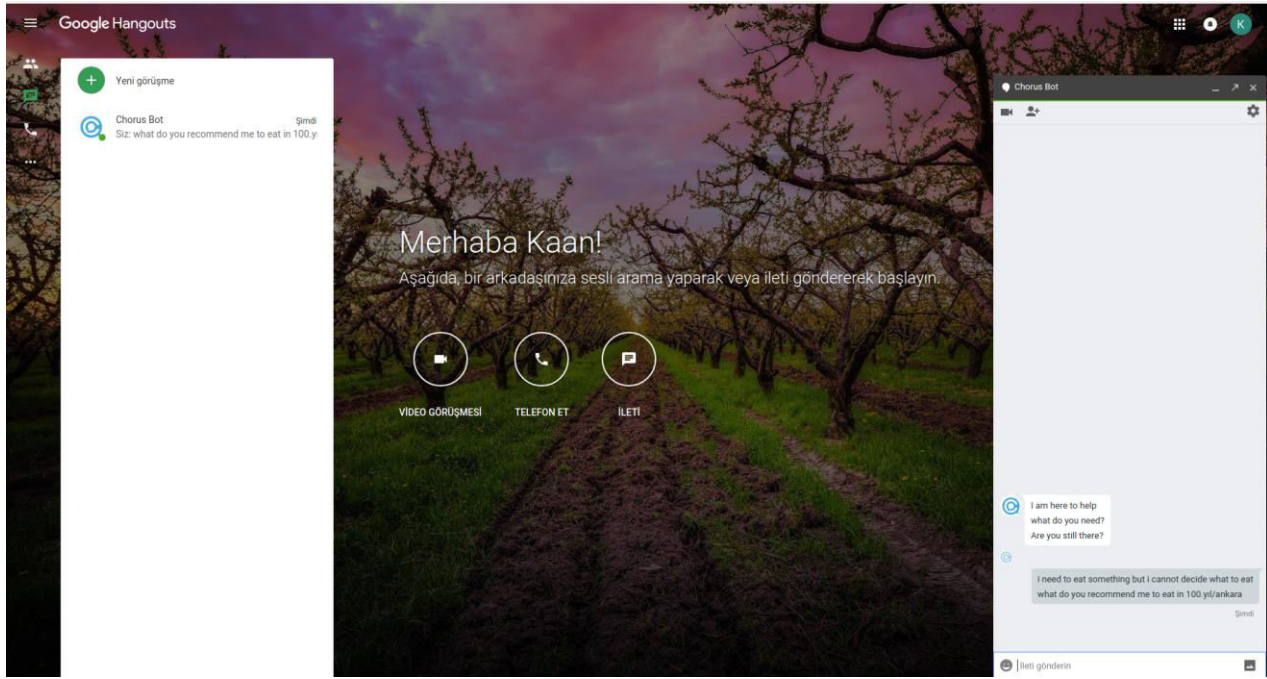 Google Hangouts
K
Yeni görüşme
Chorus Bot
Şimdi
Siz: what do you recommend me to eat in 100.yı
Merhaba Kaan!
Aşağıda, bir arkadaşınıza sesli arama yaparak veya ileti göndererek başlayın.
VİDEO GÖRÜŞMESİ
TELEFON ET
İLETİ
Chorus Bot
I am here to help
what do you need?
Are you still there?
i need to eat something but i cannot decide what to eat
what do you recommend me to eat in 100.yıl/ankara
Şimdi
İleti gönderin